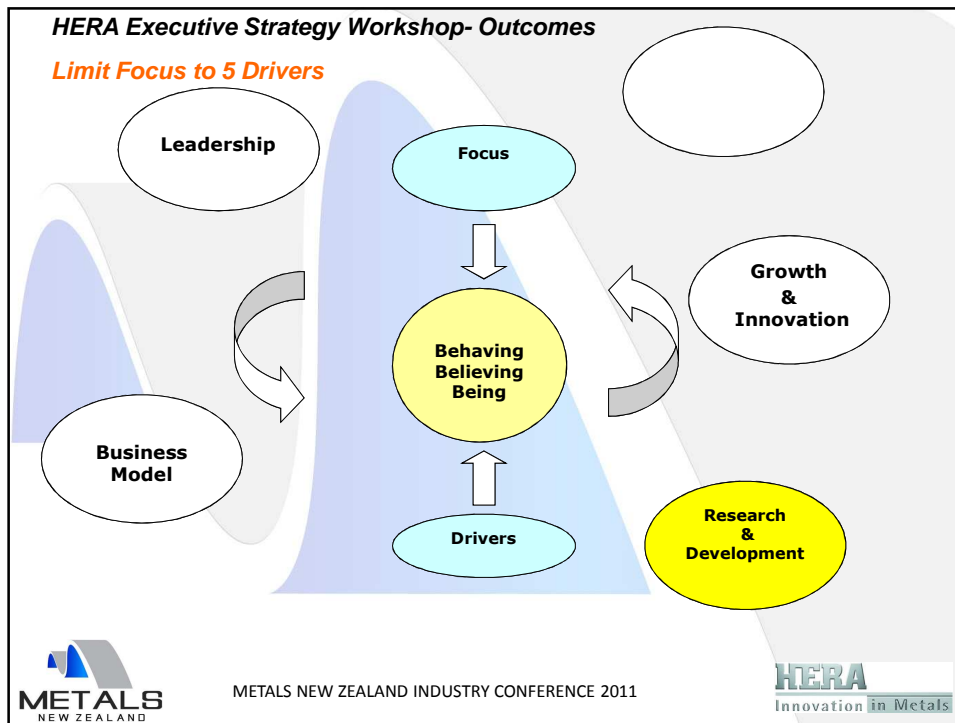 HERA Executive Strategy Workshop- Outcomes
Limit Focus to 5 Drivers
Leadership
Focus
Growth
&
Innovation
Behaving
Believing
Being
Business
Model
Drivers
Research
&
Development
METALS
NEW ZEALAND
METALS NEW ZEALAND INDUSTRY CONFERENCE 2011
HERA
Innovation in Metals